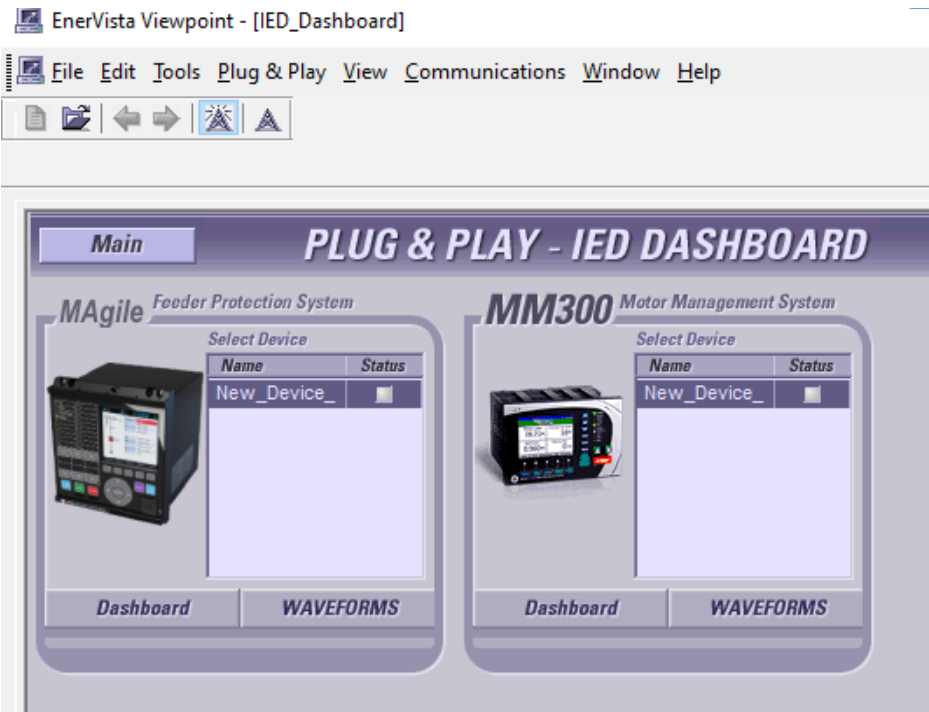 EnerVista Viewpoint - [IED_Dashboard]
File Edit Tools Plug & Play View Communications Window Help
Main
PLUG & PLAY - IED DASHBOARD
MAgile Feeder Protection System
Select Device
Name Status
New_Device_
Dashboard WAVEFORMS
MM300 Motor Management System
Select Device
Name Status
New_Device_
Dashboard WAVEFORMS